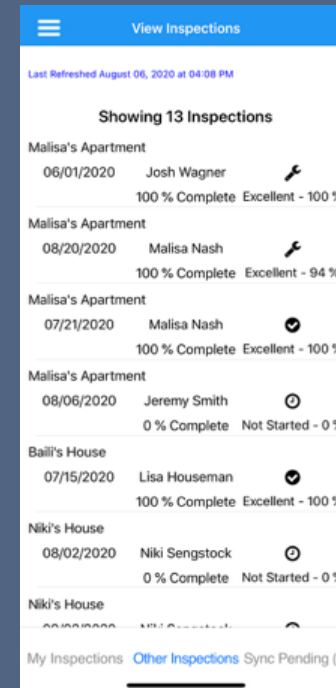 View Inspections
Last Refreshed August 06, 2020 at 04:08 PM
Showing 13 Inspections
Malisa's Apartment
06/01/2020 Josh Wagner
100 % Complete Excellent - 100 %
Malisa's Apartment
08/20/2020 Malisa Nash
100 % Complete Excellent - 94 %
Malisa's Apartment
07/21/2020 Malisa Nash
100 % Complete Excellent - 100 %
Malisa's Apartment
08/06/2020 Jeremy Smith
0 % Complete Not Started - 0 %
Baili's House
07/15/2020 Lisa Houseman
100 % Complete Excellent - 100 %
Niki's House
08/02/2020 Niki Sengstock
0 % Complete Not Started - 0 %
Niki's House
Niki Sengstock
My Inspections Other Inspections Sync Pending (